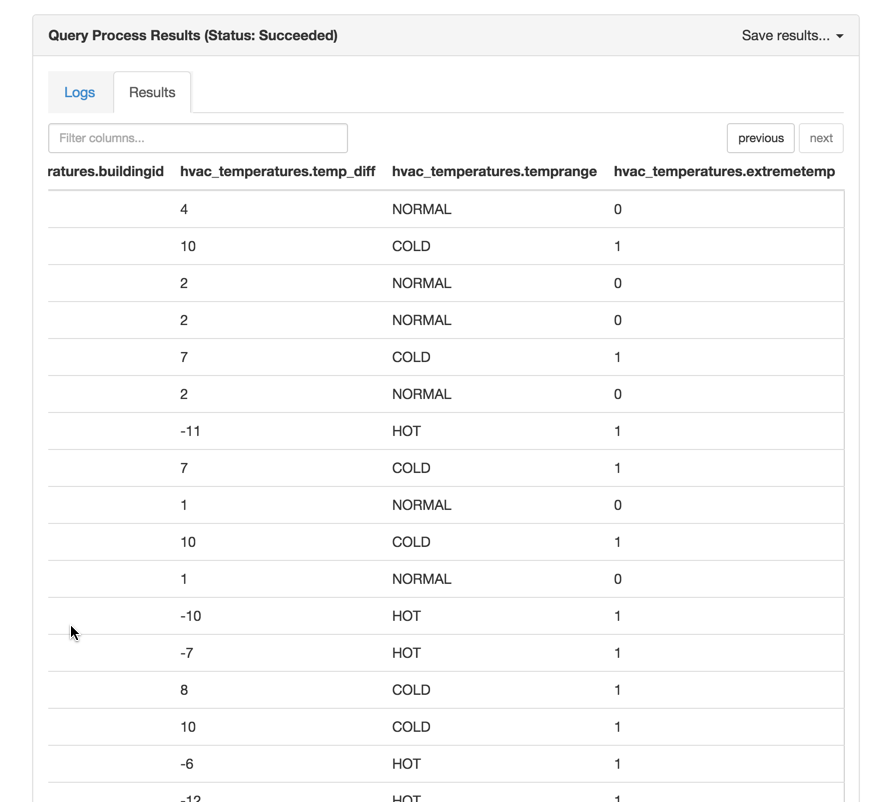 Query Process Results (Status: Succeeded) Save results...
Logs Results
Filter columns... previous next
ratures.buildingid hvac_temperatures.temp_diff hvac_temperatures.temprange hvac_temperatures.extremetemp
4 NORMAL 0
10 COLD 1
2 NORMAL 0
2 NORMAL 0
7 COLD 1
2 NORMAL 0
-11 HOT 1
7 COLD 1
1 NORMAL 0
10 COLD 1
1 NORMAL 0
-10 HOT 1
-7 HOT 1
8 COLD 1
10 COLD 1
-6 HOT 1
-12 HOT 1